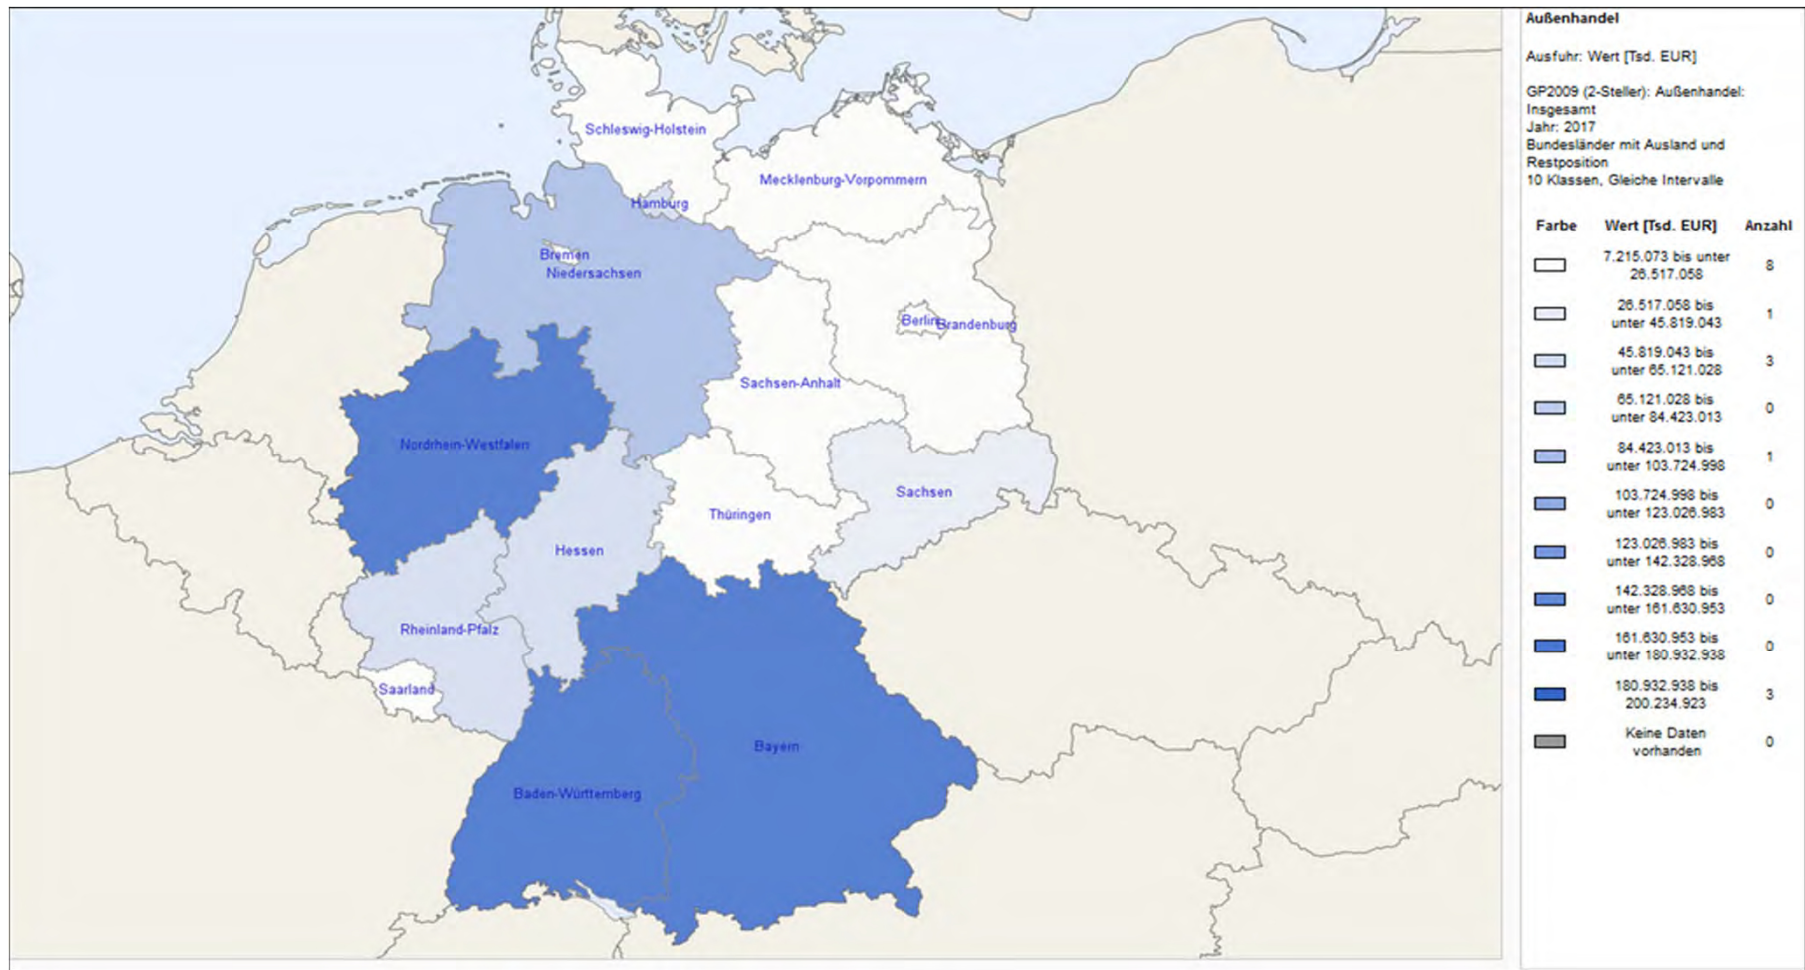 Schleswig-Holstein
Mecklenburg-Vorpommern
Hamburg
Bremen
Niedersachsen
Berlin
Brandenburg
Sachsen-Anhalt
Nordrhein-Westfalen
Sachsen
Thüringen
Hessen
Rheinland-Pfalz
Saarland
Bayern
Baden-Württemberg
Außenhandel
Ausfuhr: Wert [Tsd. EUR]
GP2009 (2-Steller): Außenhandel:
Insgesamt
Jahr: 2017
Bundesländer mit Ausland und
Restposition
10 Klassen, Gleiche Intervalle
Farbe Wert [Tsd. EUR] Anzahl
7.215.073 bis unter
26.517.058
8
26.517.058 bis
unter 45.819.043
1
45.819.043 bis
unter 65.121.028
3
65.121.028 bis
unter 84.423.013
0
84.423.013 bis
unter 103.724.998
1
103.724.998 bis
unter 123.026.983
0
123.026.983 bis
unter 142.328.968
0
142.328.968 bis
unter 161.630.953
0
161.630.953 bis
unter 180.932.938
0
180.932.938 bis
200.234.923
3
Keine Daten
vorhanden
0